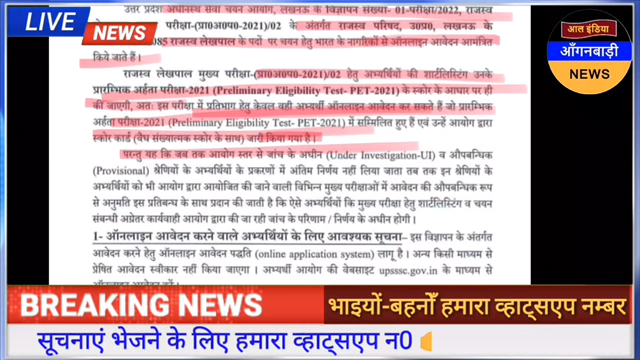 LIVE NEWS
आल इंडिया
आँगनबाड़ी
NEWS
उत्तर प्रदेश अधीनस्थ सेवा चयन आयोग, लखनऊ के विज्ञापन संख्या- 01-परीक्षा/2022, राजस्व
परीक्षा-(प्रा0अ0प0-2021)/02 के अंतर्गत राजस्व परिषद, उ0प्र0, लखनऊ के
8085 राजस्व लेखपाल के पदों पर चयन हेतु भारत के नागरिकों से ऑनलाइन आवेदन आमंत्रित
किये जाते हैं।
राजस्व लेखपाल मुख्य परीक्षा-(प्रा0अ0प0-2021)/02 हेतु अभ्यर्थियों की शार्टलिस्टिंग उनके
प्रारम्भिक अर्हता परीक्षा-2021 (Preliminary Eligibility Test- PET-2021) के स्कोर के आधार पर ही
की जाएगी, अतः इस परीक्षा में प्रतिभाग हेतु केवल वही अभ्यर्थी ऑनलाइन आवेदन कर सकते हैं जो प्रारम्भिक
अर्हता परीक्षा-2021 (Preliminary Eligibility Test- PET-2021) में सम्मिलित हुए हैं एवं उन्हें आयोग द्वारा
स्कोर कार्ड (वैध संख्यात्मक स्कोर के साथ) जारी किया गया है।
परन्तु यह कि जब तक आयोग स्तर से जांच के अधीन (Under Investigation-UI) व औपबन्धिक
(Provisional) श्रेणियों के अभ्यर्थियों के प्रकरणों में अंतिम निर्णय नहीं लिया जाता तब तक इन श्रेणियों के
अभ्यर्थियों को भी आयोग द्वारा आयोजित की जाने वाली विभिन्न मुख्य परीक्षाओं में आवेदन की औपबन्धिक रूप
से अनुमति इस प्रतिबन्ध के साथ प्रदान की जाती है कि ऐसे अभ्यर्थियों कि मुख्य परीक्षा हेतु शार्टलिस्टिंग व चयन
संबन्धी अग्रेतर कार्यवाही आयोग द्वारा की जा रही जांच के परिणाम / निर्णय के अधीन होगी।
1- ऑनलाइन आवेदन करने वाले अभ्यर्थियों के लिए आवश्यक सूचना- इस विज्ञापन के अंतर्गत
आवेदन करने हेतु ऑनलाइन आवेदन पद्धति (online application system) लागू है। अन्य किसी माध्यम से
प्रेषित आवेदन स्वीकार नहीं किया जाएगा। अभ्यर्थी आयोग की वेबसाइट upsssc.gov.in के माध्यम से
BREAKING NEWS
भाइयों-बहनोँ हमारा व्हाट्सएप नम्बर
सूचनाएं भेजने के लिए हमारा व्हाट्सएप न0